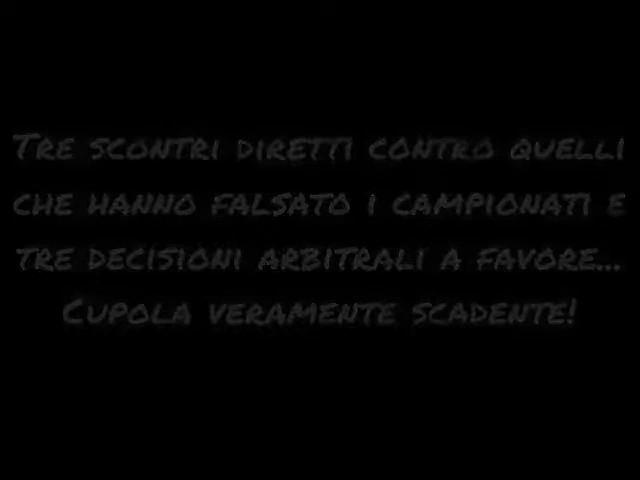 Tre scontri diretti contro quelli
che hanno falsato i campionati e
tre decisioni arbitrali a favore...
Cupola veramente scadente!